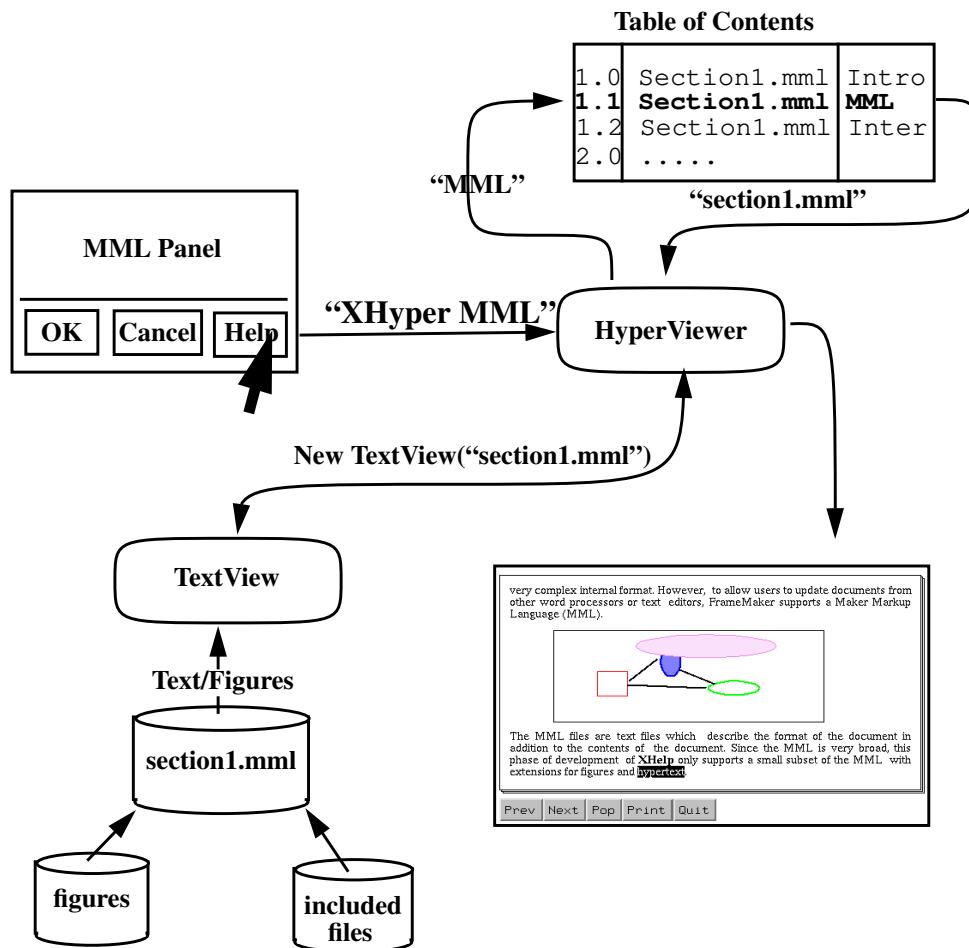 Table of Contents
1.0 Section1.mml Intro
1.1 Section1.mml MML
1.2 Section1.mml Inter
2.0 .....
“MML”
“section1.mml”
MML Panel
OK Cancel Help
“XHyper MML”
HyperViewer
New TextView(“section1.mml”)
TextView
very complex internal format. However, to allow users to update documents from
other word processors or text editors, FrameMaker supports a Maker Markup
Language (MML).
The MML files are text files which describe the format of the document in
addition to the contents of the document. Since the MML is very broad, this
phase of development of XHelp only supports a small subset of the MML with
extensions for figures and hypertext.
Prev Next Pop Print Quit
Text/Figures
section1.mml
figures
included
files